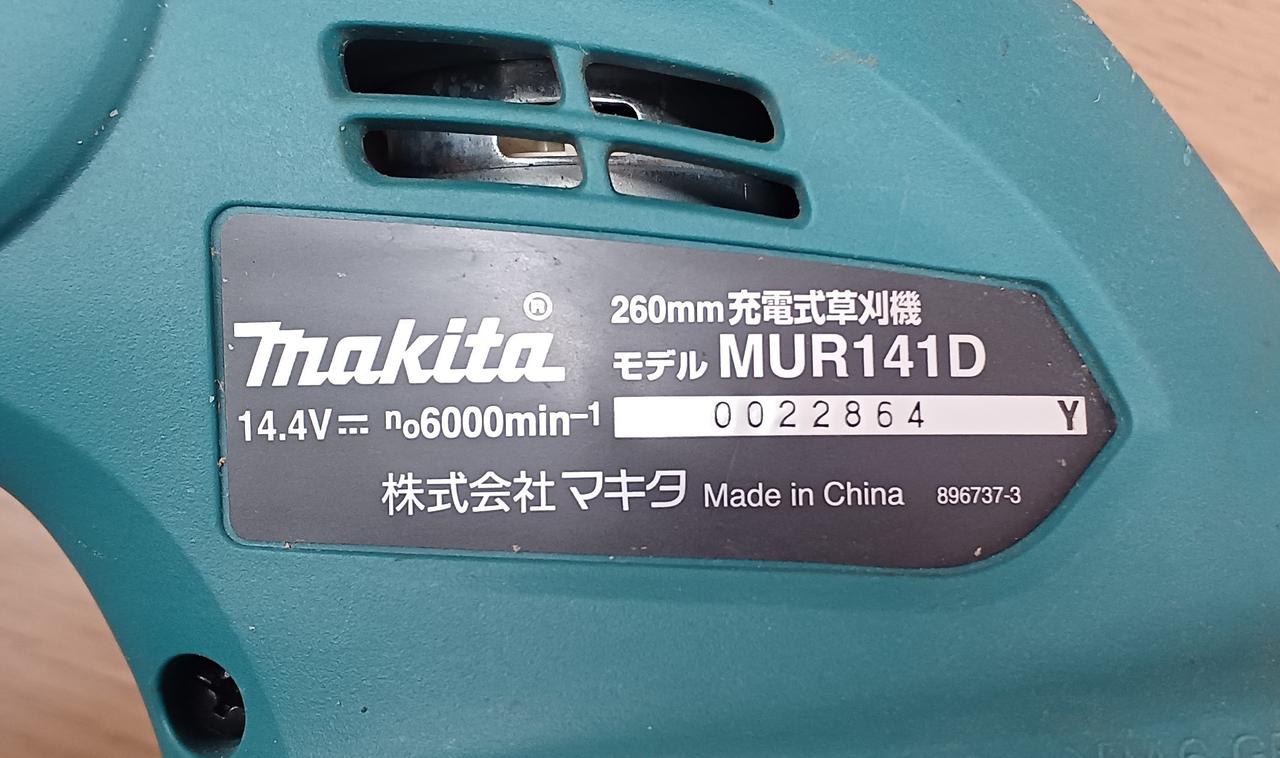 makita®
260mm充電式草刈機
モデル MUR141D
14.4V⎓ no6000min−1
0022864 Y
株式会社マキタ Made in China 896737-3